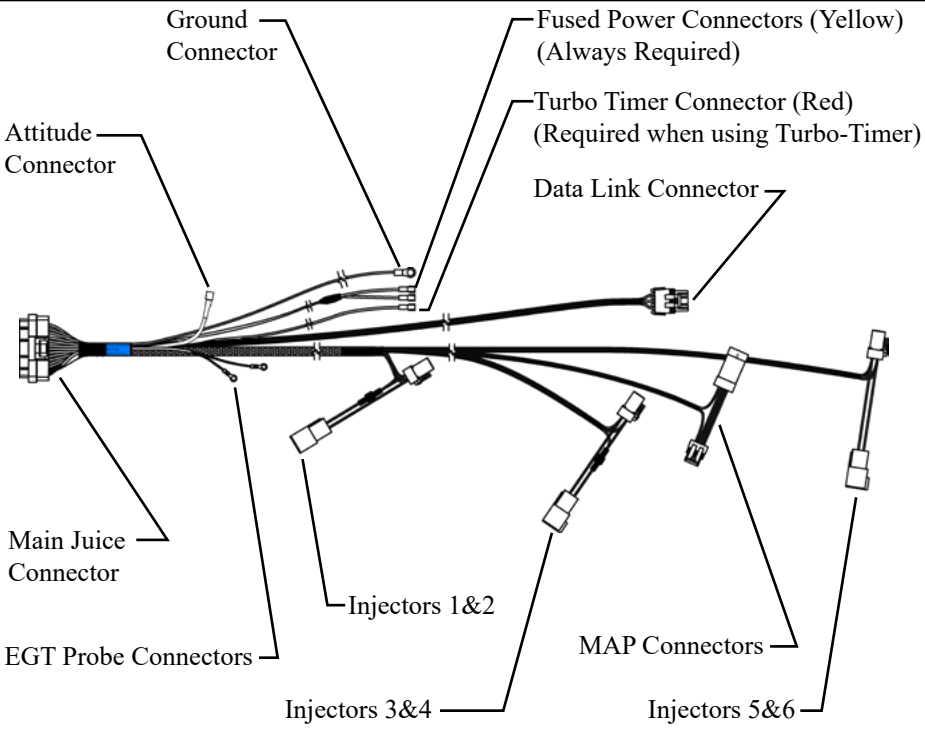 Ground
Connector
Fused Power Connectors (Yellow)
(Always Required)
Turbo Timer Connector (Red)
(Required when using Turbo-Timer)
Attitude
Connector
Data Link Connector
Main Juice
Connector
Injectors 1&2
EGT Probe Connectors
MAP Connectors
Injectors 3&4
Injectors 5&6